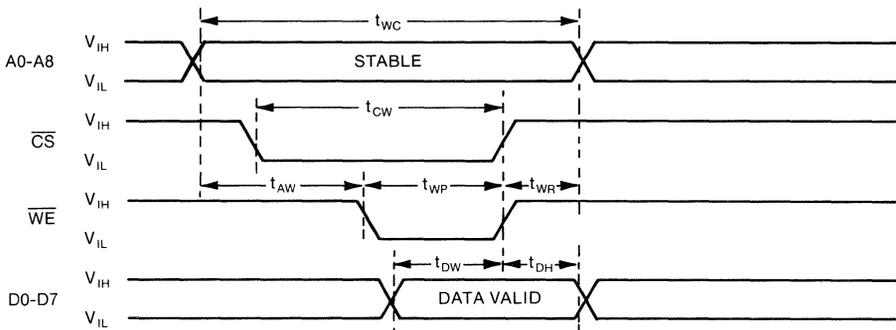 tWC
A0-A8 VIH STABLE
VIL
tCW
CS VIH
VIL
tAW tWP tWR
WE VIH
VIL
tDW tDH
D0-D7 VIH DATA VALID
VIL